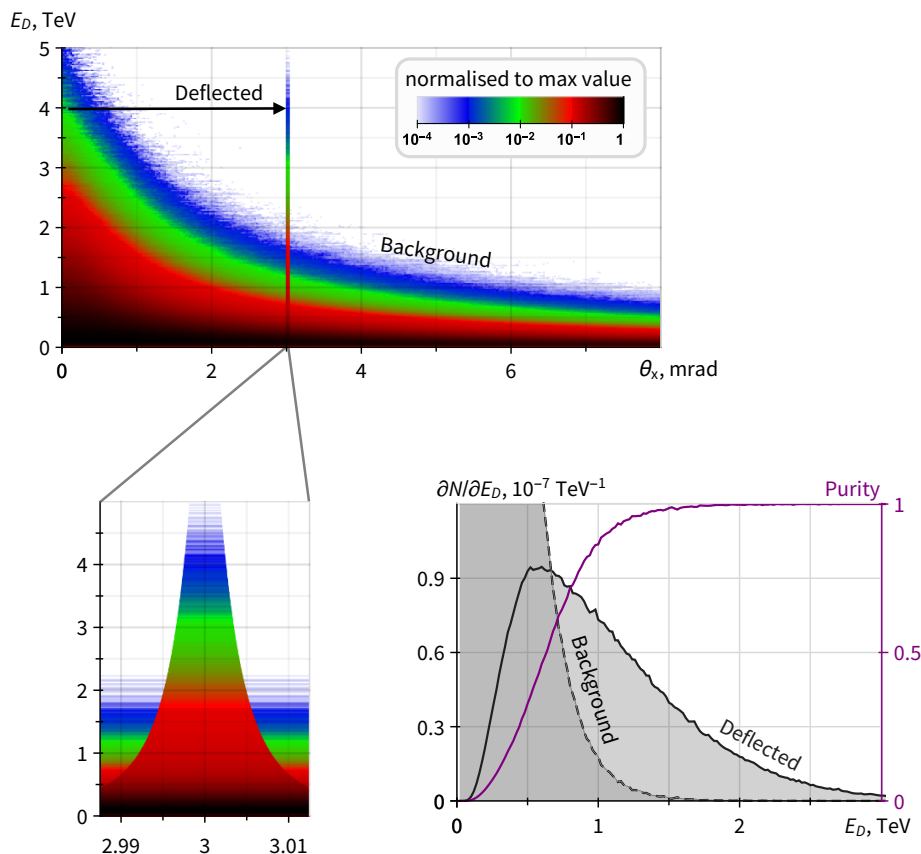 E_D, TeV
5
4
3
2
1
0
Deflected
normalised to max value
10⁻⁴ 10⁻³ 10⁻² 10⁻¹ 1
Background
0 2 4 6 θₓ, mrad
4
3
2
1
0
2.99 3 3.01
∂N/∂E_D, 10⁻⁷ TeV⁻¹ Purity
0.9
0.6
0.3
0
1
0.5
0
Background
Deflected
0 1 2 E_D, TeV